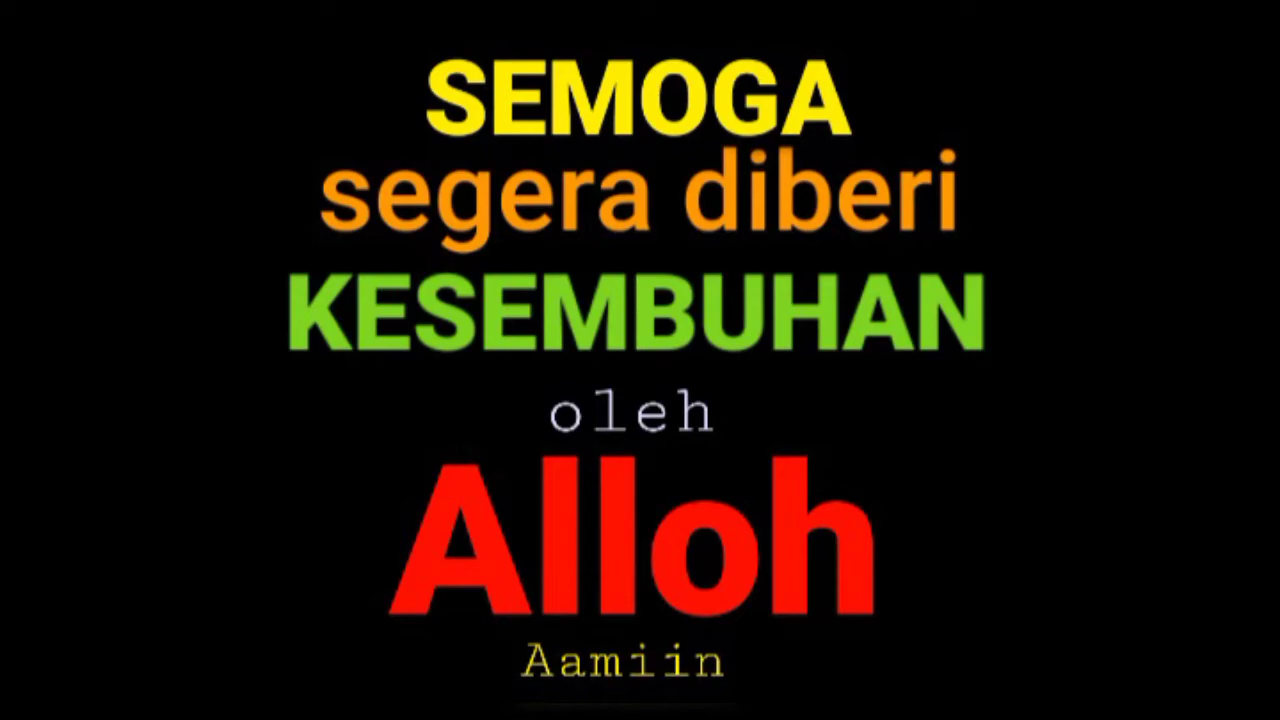 SEMOGA
segera diberi
KESEMBUHAN
oleh
Alloh
Aamiin